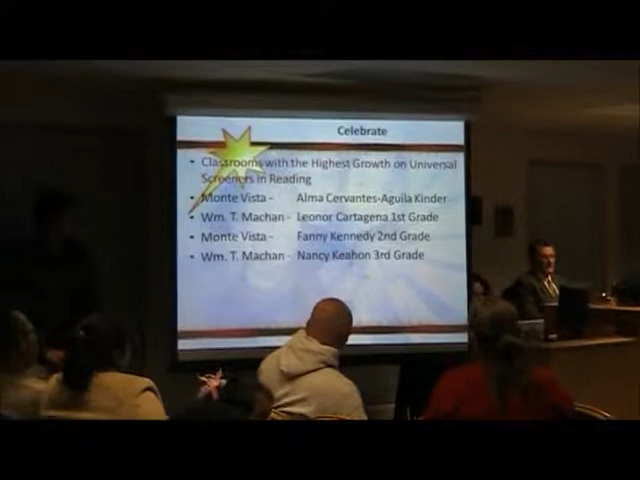 Celebrate
• Classrooms with the Highest Growth on Universal
Screeners in Reading
• Monte Vista - Alma Cervantes-Aguila Kinder
• Wm. T. Machan - Leonor Cartagena 1st Grade
• Monte Vista - Fanny Kennedy 2nd Grade
• Wm. T. Machan - Nancy Keahon 3rd Grade